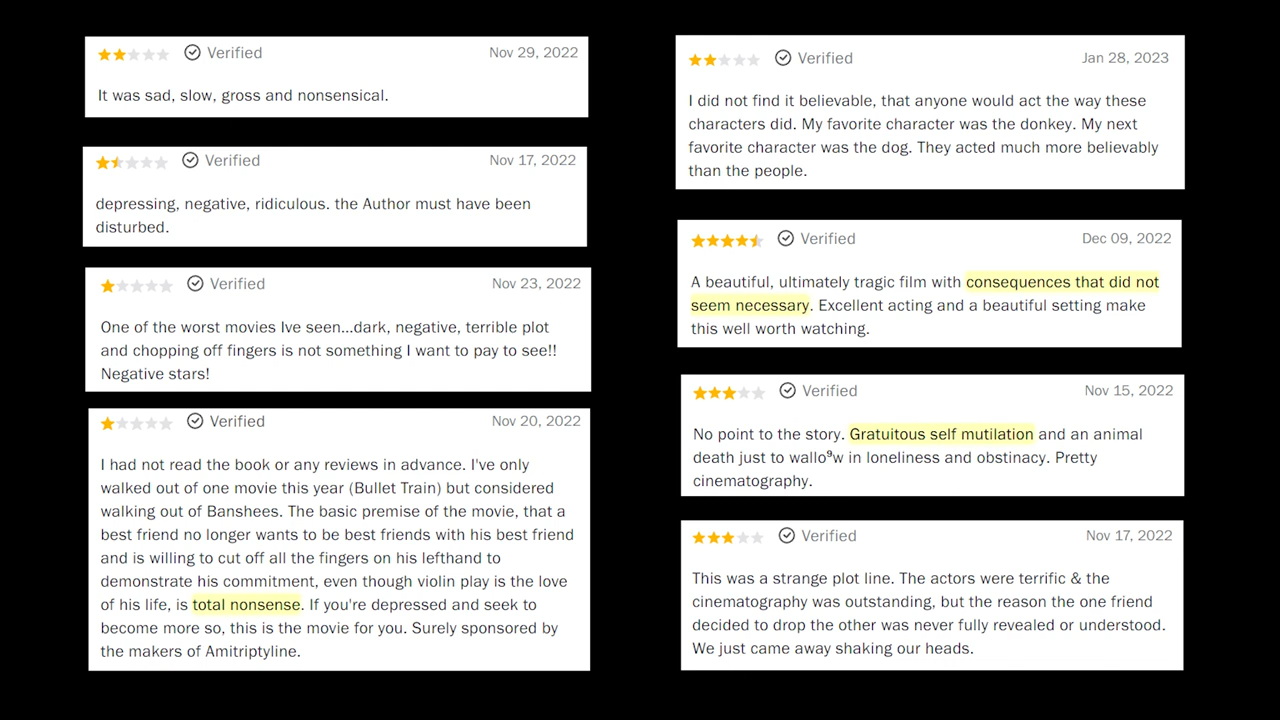 Verified Nov 29, 2022
It was sad, slow, gross and nonsensical.
Verified Nov 17, 2022
depressing, negative, ridiculous. the Author must have been
disturbed.
Verified Nov 23, 2022
One of the worst movies Ive seen...dark, negative, terrible plot
and chopping off fingers is not something I want to pay to see!!
Negative stars!
Verified Nov 20, 2022
I had not read the book or any reviews in advance. I've only
walked out of one movie this year (Bullet Train) but considered
walking out of Banshees. The basic premise of the movie, that a
best friend no longer wants to be best friends with his best friend
and is willing to cut off all the fingers on his lefthand to
demonstrate his commitment, even though violin play is the love
of his life, is total nonsense. If you're depressed and seek to
become more so, this is the movie for you. Surely sponsored by
the makers of Amitriptyline.
Verified Jan 28, 2023
I did not find it believable, that anyone would act the way these
characters did. My favorite character was the donkey. My next
favorite character was the dog. They acted much more believably
than the people.
Verified Dec 09, 2022
A beautiful, ultimately tragic film with consequences that did not
seem necessary. Excellent acting and a beautiful setting make
this well worth watching.
Verified Nov 15, 2022
No point to the story. Gratuitous self mutilation and an animal
death just to wallo⁹w in loneliness and obstinacy. Pretty
cinematography.
Verified Nov 17, 2022
This was a strange plot line. The actors were terrific & the
cinematography was outstanding, but the reason the one friend
decided to drop the other was never fully revealed or understood.
We just came away shaking our heads.